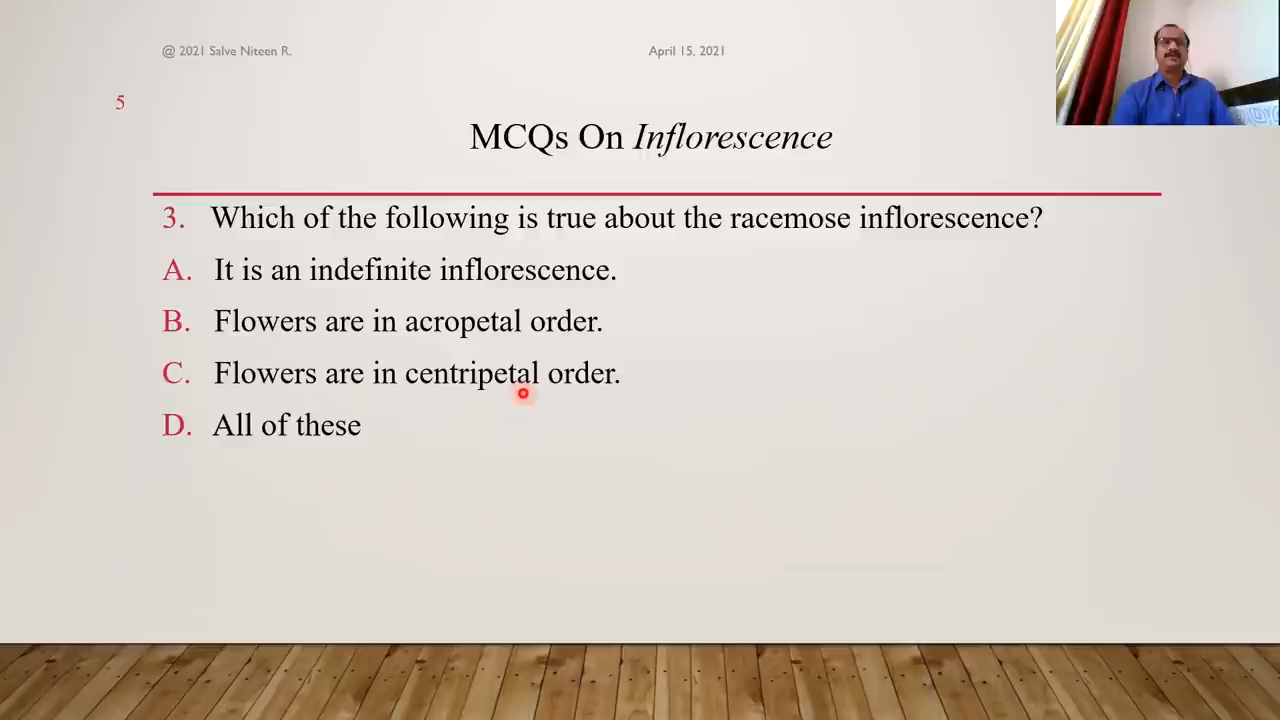 @ 2021 Salve Niteen R.
April 15, 2021
5
MCQs On Inflorescence
3. Which of the following is true about the racemose inflorescence?
A. It is an indefinite inflorescence.
B. Flowers are in acropetal order.
C. Flowers are in centripetal order.
D. All of these